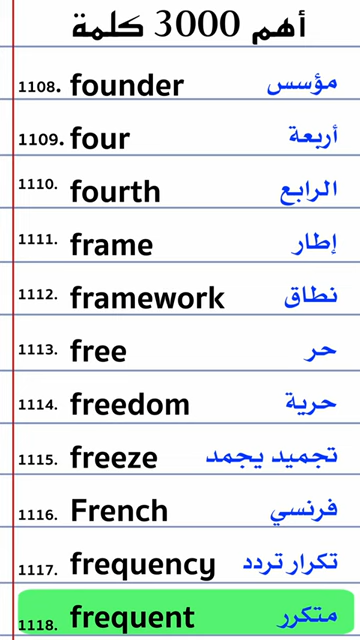 أهم 3000 كلمة
1108. founder مؤسس
1109. four أربعة
1110. fourth الرابع
1111. frame إطار
1112. framework نطاق
1113. free حر
1114. freedom حرية
1115. freeze تجميد يجمد
1116. French فرنسي
1117. frequency تكرار تردد
1118. frequent متكرر